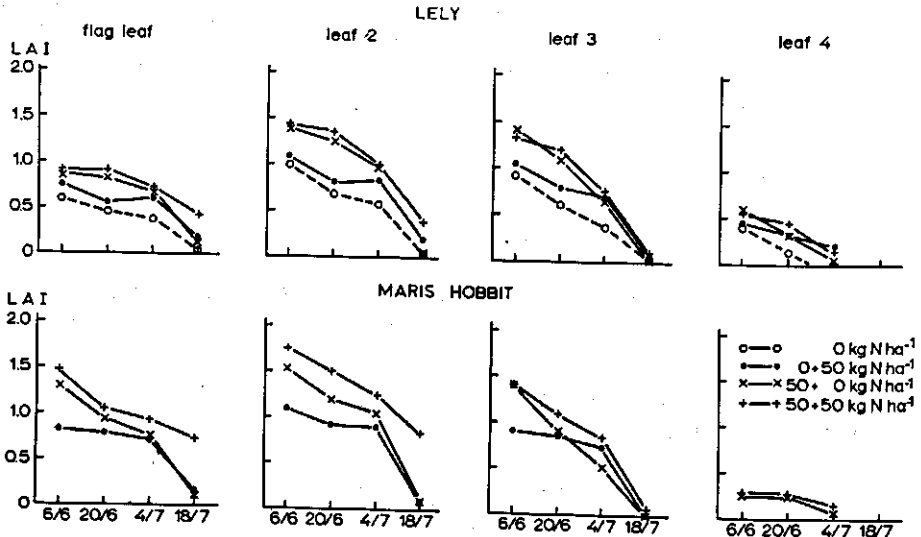 LELY
flag leaf
leaf 2
leaf 3
leaf 4
LAI
2.0
1.5
1.0
0.5
0
MARIS HOBBIT
LAI
2.0
1.5
1.0
0.5
0
0 kg N ha-1
0+50 kg N ha-1
50+ 0 kg N ha-1
50+50 kg N ha-1
6/6 20/6 4/7 18/7
6/6 20/6 4/7 18/7
6/6 20/6 4/7 18/7
6/6 20/6 4/7 18/7